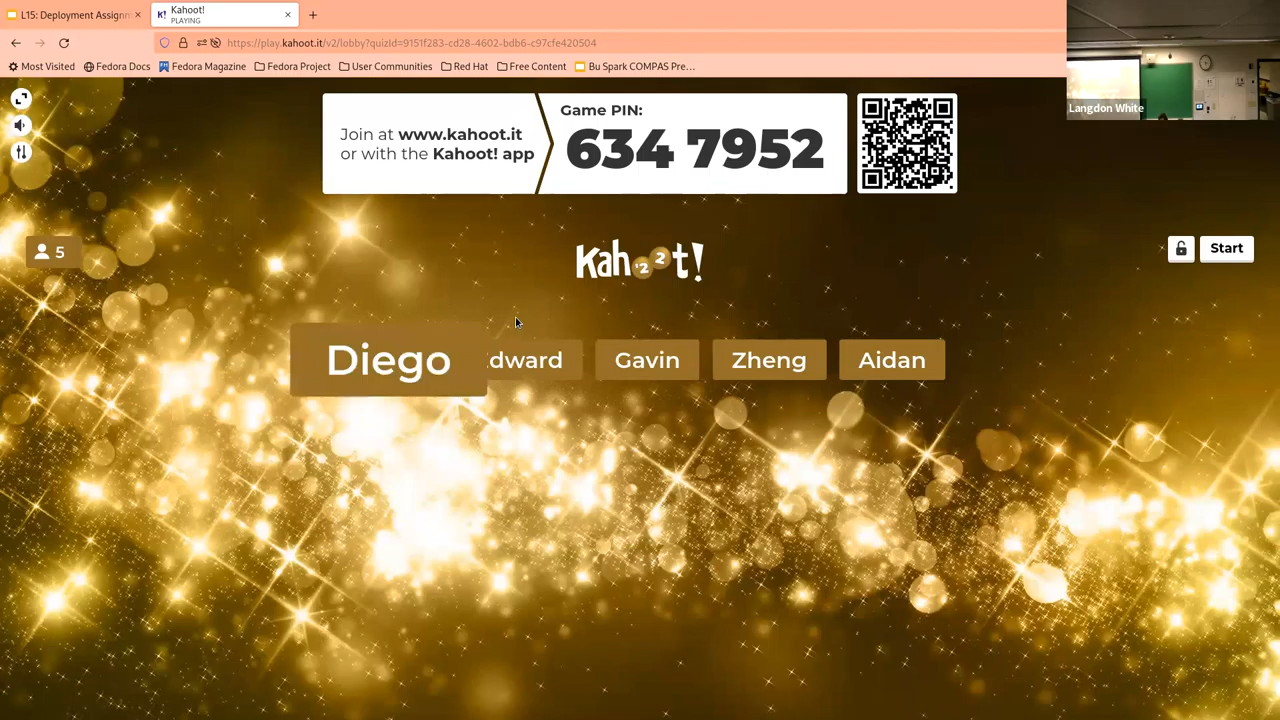 L15: Deployment Assignm
Kahoot!
PLAYING
https://play.kahoot.it/v2/lobby?quizId=9151f283-cd28-4602-bdb6-c97cfe420504
Most Visited
Fedora Docs
Fedora Magazine
Fedora Project
User Communities
Red Hat
Free Content
Bu Spark COMPAS Pre…
Langdon White
Join at www.kahoot.it
or with the Kahoot! app
Game PIN:
634 7952
5
Kah22t!
Start
Diego
dward
Gavin
Zheng
Aidan